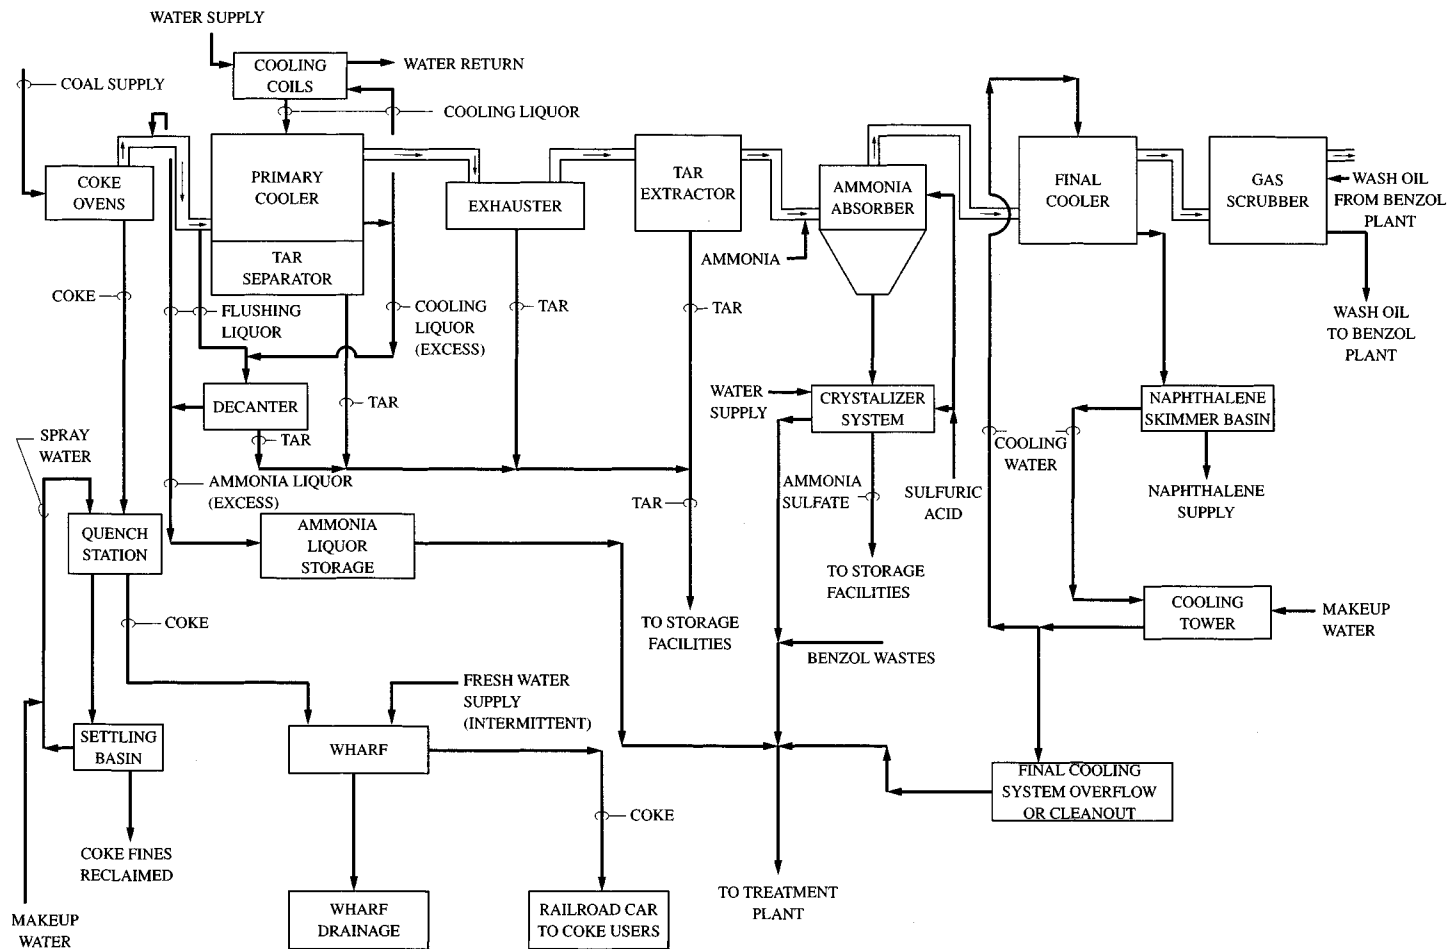 WATER SUPPLY
COOLING
COILS
WATER RETURN
COAL SUPPLY
COOLING LIQUOR
COKE
OVENS
PRIMARY
COOLER
TAR
SEPARATOR
EXHAUSTER
TAR
EXTRACTOR
AMMONIA
ABSORBER
FINAL
COOLER
GAS
SCRUBBER
WASH OIL
FROM BENZOL
PLANT
AMMONIA
COKE
FLUSHING
LIQUOR
COOLING
LIQUOR
(EXCESS)
TAR
TAR
WASH OIL
TO BENZOL
PLANT
DECANTER
TAR
TAR
WATER
SUPPLY
CRYSTALIZER
SYSTEM
NAPHTHALENE
SKIMMER BASIN
SPRAY
WATER
COOLING
WATER
AMMONIA LIQUOR
(EXCESS)
TAR
AMMONIA
SULFATE
SULFURIC
ACID
NAPHTHALENE
SUPPLY
QUENCH
STATION
AMMONIA
LIQUOR
STORAGE
TO STORAGE
FACILITIES
COOLING
TOWER
MAKEUP
WATER
COKE
TO STORAGE
FACILITIES
BENZOL WASTES
FRESH WATER
SUPPLY
(INTERMITTENT)
SETTLING
BASIN
WHARF
FINAL COOLING
SYSTEM OVERFLOW
OR CLEANOUT
COKE
COKE FINES
RECLAIMED
MAKEUP
WATER
WHARF
DRAINAGE
RAILROAD CAR
TO COKE USERS
TO TREATMENT
PLANT